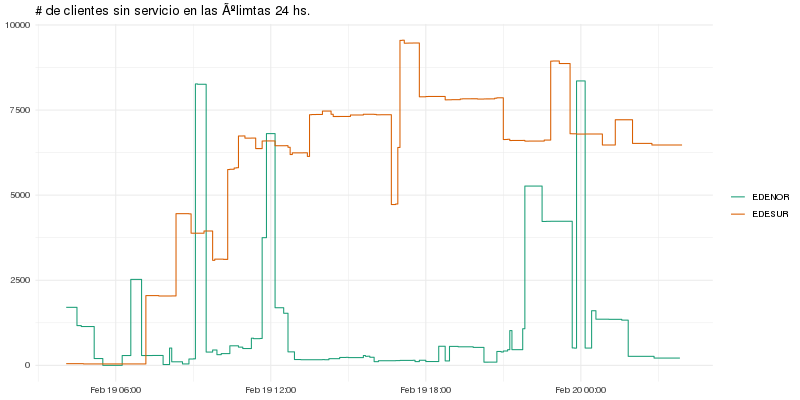 # de clientes sin servicio en las Ãºlimtas 24 hs.
10000
7500
5000
2500
0
Feb 19 06:00
Feb 19 12:00
Feb 19 18:00
Feb 20 00:00
EDENOR
EDESUR